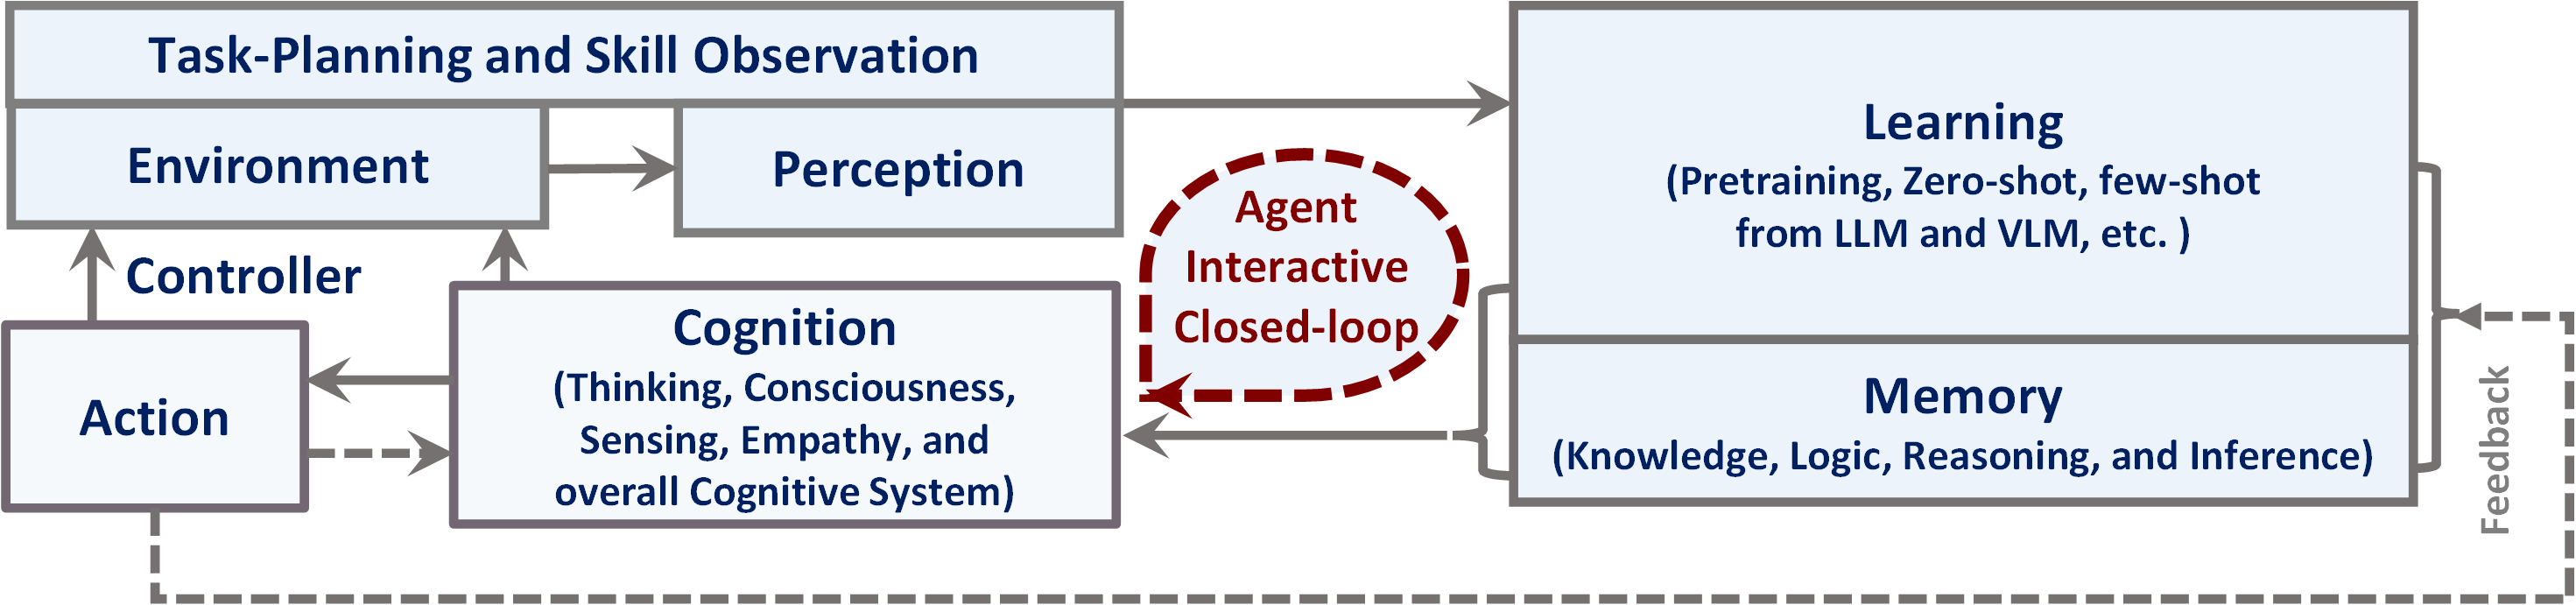 Task-Planning and Skill Observation
Environment
Perception
Learning
(Pretraining, Zero-shot, few-shot
from LLM and VLM, etc. )
Agent
Interactive
Closed-loop
Controller
Action
Cognition
(Thinking, Consciousness,
Sensing, Empathy, and
overall Cognitive System)
Memory
(Knowledge, Logic, Reasoning, and Inference)
Feedback